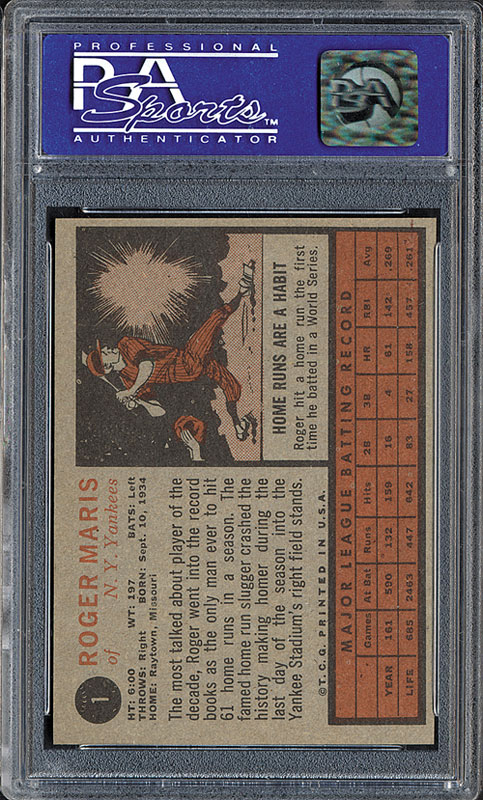 PROFESSIONAL
PSA
Sports™
AUTHENTICATOR
PSA
1
ROGER MARIS
of N. Y. Yankees
HT: 6:00 WT: 197 BATS: Left
THROWS: Right BORN: Sept. 10, 1934
HOME: Raytown, Missouri
The most talked about player of the
decade, Roger went into the record
books as the only man ever to hit
61 home runs in a season. The
famed home run slugger crashed the
history making homer during the
last day of the season into the
Yankee Stadium's right field stands.
©T.C.G. PRINTED IN U.S.A.
HOME RUNS ARE A HABIT
Roger hit a home run the first
time he batted in a World Series.
MAJOR LEAGUE BATTING RECORD
Games At Bat Runs Hits 2B 3B HR RBI Avg
YEAR 161 590 132 159 16 4 61 142 .269
LIFE 685 2463 447 642 83 27 158 457 .261